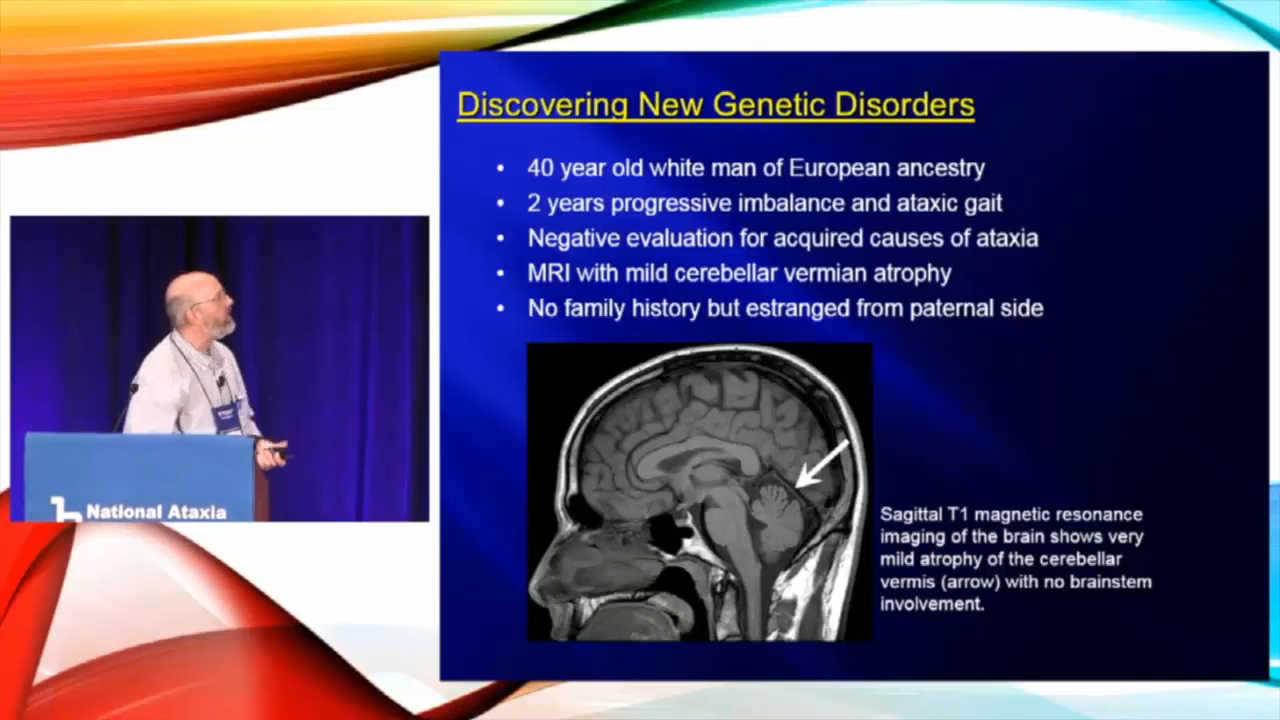 Discovering New Genetic Disorders
• 40 year old white man of European ancestry
• 2 years progressive imbalance and ataxic gait
• Negative evaluation for acquired causes of ataxia
• MRI with mild cerebellar vermian atrophy
• No family history but estranged from paternal side
Sagittal T1 magnetic resonance
imaging of the brain shows very
mild atrophy of the cerebellar
vermis (arrow) with no brainstem
involvement.
National Ataxia